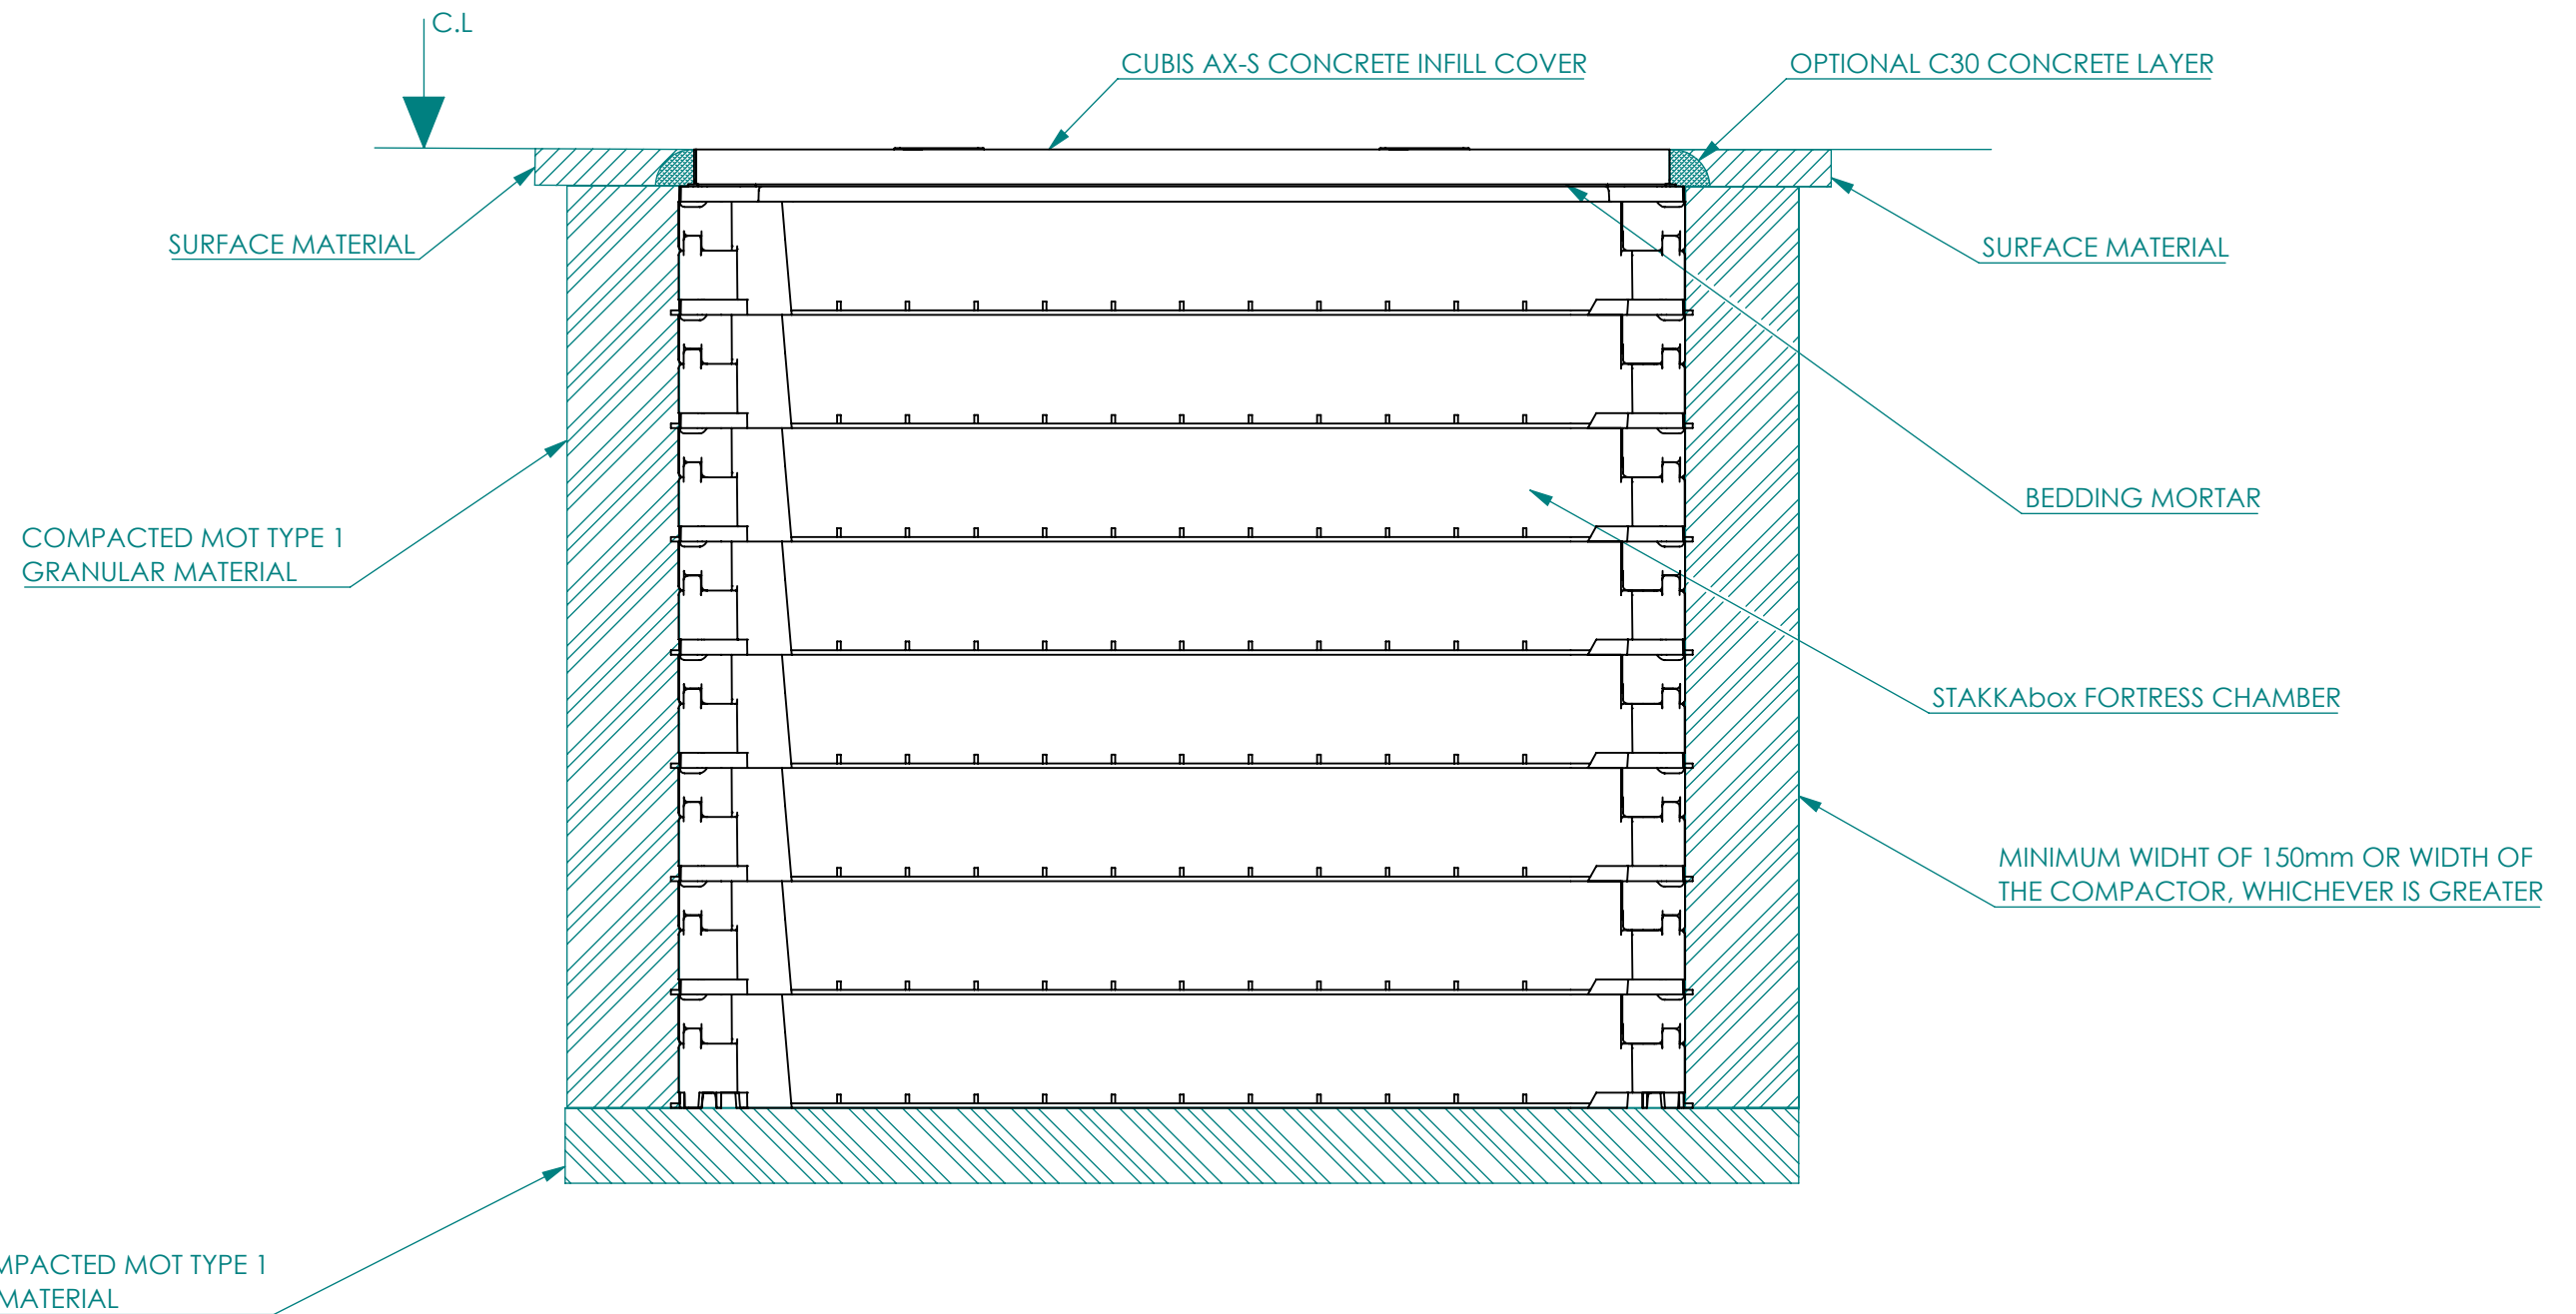 C.L
CUBIS AX-S CONCRETE INFILL COVER
OPTIONAL C30 CONCRETE LAYER
SURFACE MATERIAL
SURFACE MATERIAL
BEDDING MORTAR
COMPACTED MOT TYPE 1
GRANULAR MATERIAL
STAKKAbox FORTRESS CHAMBER
MINIMUM WIDHT OF 150mm OR WIDTH OF
THE COMPACTOR, WHICHEVER IS GREATER
MPACTED MOT TYPE 1
MATERIAL